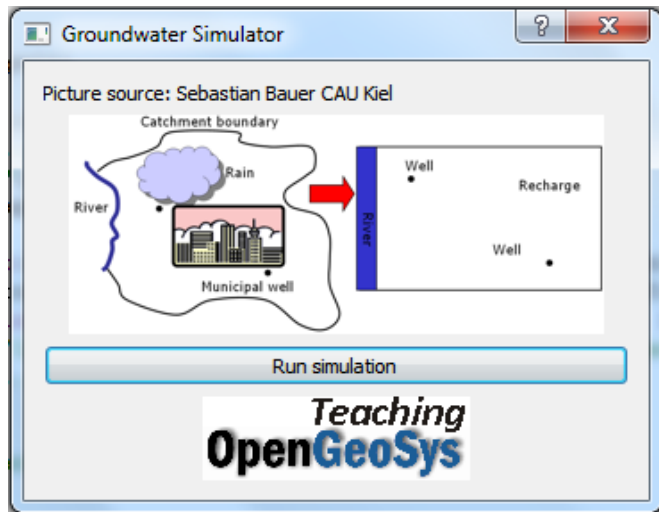 Groundwater Simulator
Picture source: Sebastian Bauer CAU Kiel
Catchment boundary
Rain
River
Municipal well
Well
Recharge
River
Well
Run simulation
Teaching
OpenGeoSys